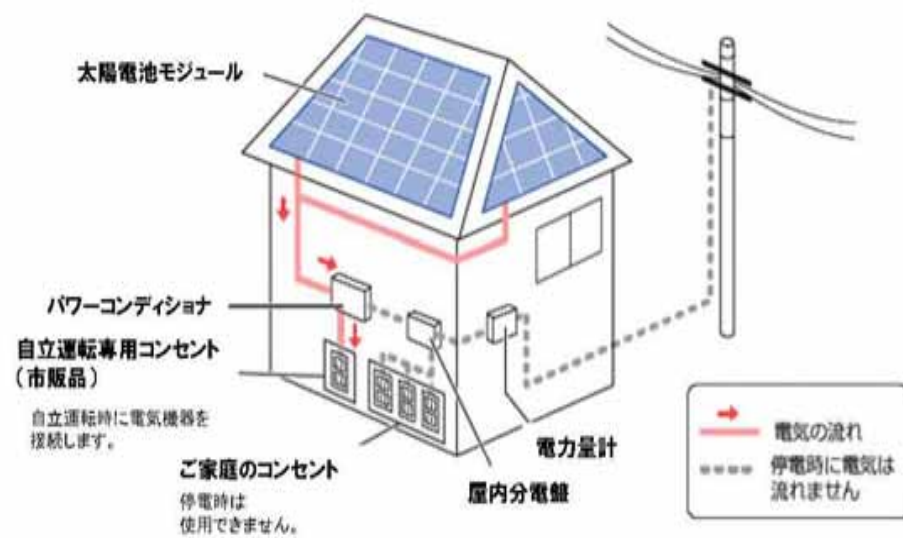 太陽電池モジュール
パワーコンディショナ
自立運転専用コンセント
（市販品）
自立運転時に電気機器を
接続します。
ご家庭のコンセント
停電時は
使用できません。
屋内分電盤
電力量計
電気の流れ
停電時に電気は
流れません